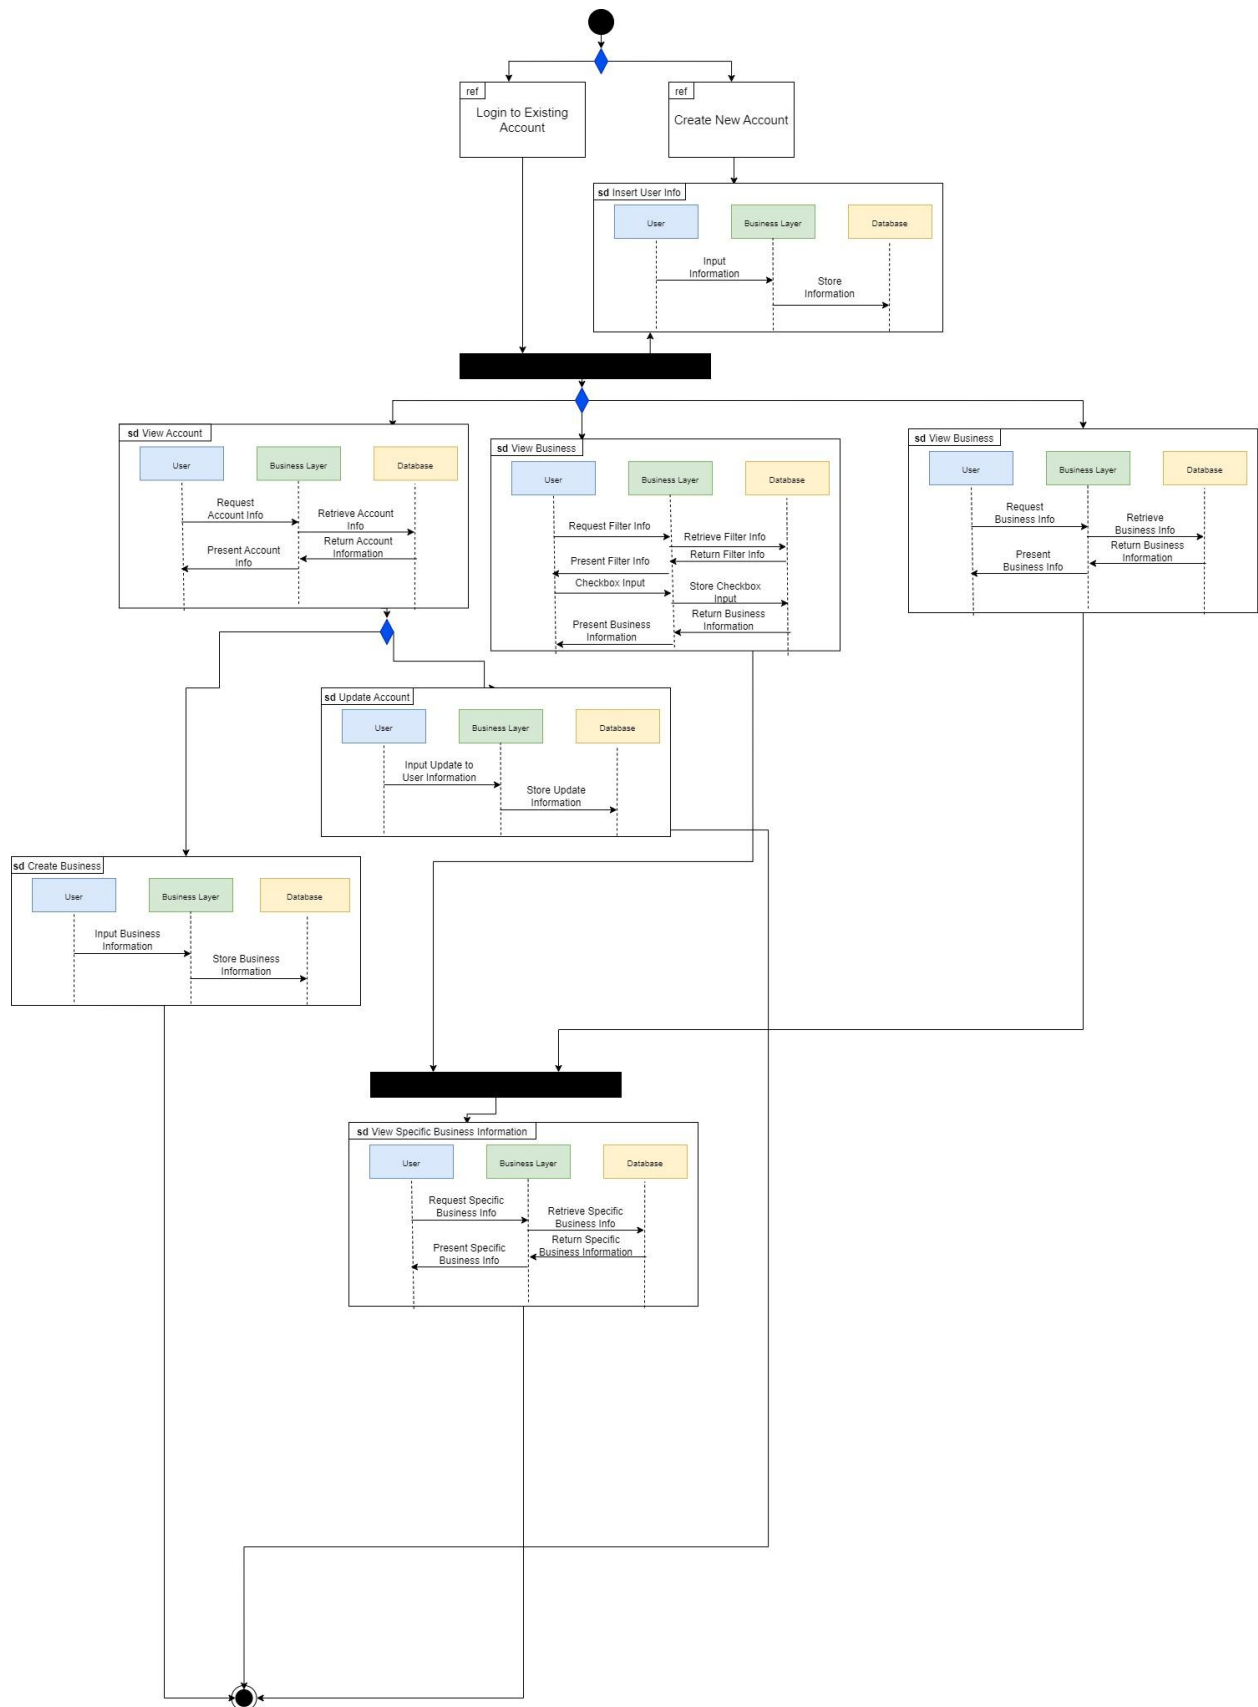 ref
Login to Existing
Account
ref
Create New Account
sd Insert User Info
User
Business Layer
Database
Input
Information
Store
Information
sd View Account
User
Business Layer
Database
Request
Account Info
Retrieve Account
Info
Return Account
Information
Present Account
Info
sd View Business
User
Business Layer
Database
Request Filter Info
Retrieve Filter Info
Return Filter Info
Present Filter Info
Checkbox Input
Store Checkbox
Input
Return Business
Information
Present Business
Information
sd View Business
User
Business Layer
Database
Request
Business Info
Retrieve
Business Info
Return Business
Information
Present
Business Info
sd Update Account
User
Business Layer
Database
Input Update to
User Information
Store Update
Information
sd Create Business
User
Business Layer
Database
Input Business
Information
Store Business
Information
sd View Specific Business Information
User
Business Layer
Database
Request Specific
Business Info
Retrieve Specific
Business Info
Return Specific
Business Information
Present Specific
Business Info